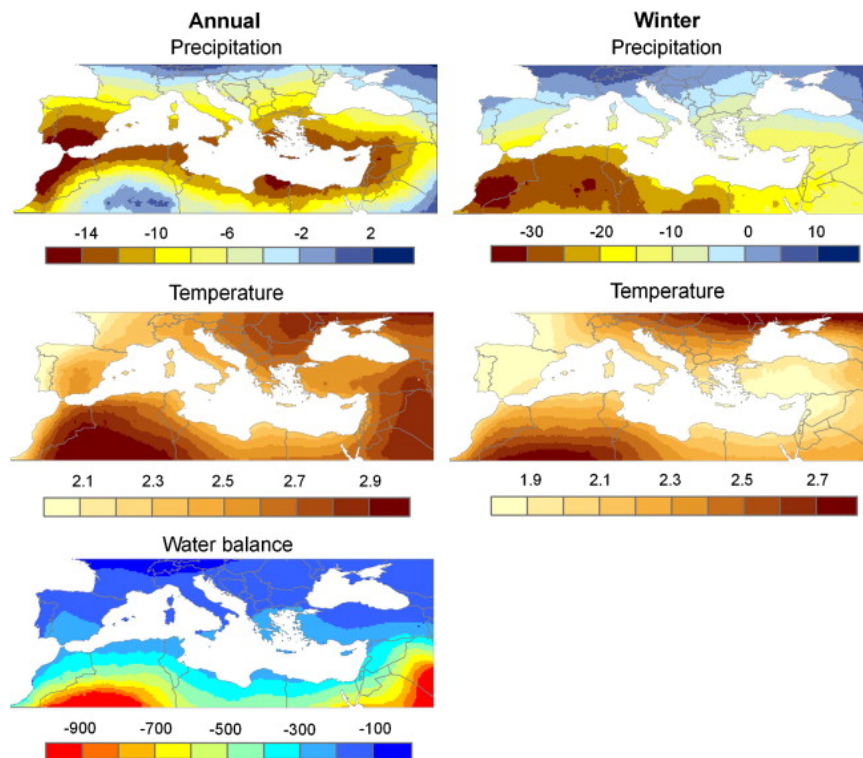 Annual
Precipitation
-14 -10 -6 -2 2
Winter
Precipitation
-30 -20 -10 0 10
Temperature
2.1 2.3 2.5 2.7 2.9
Temperature
1.9 2.1 2.3 2.5 2.7
Water balance
-900 -700 -500 -300 -100